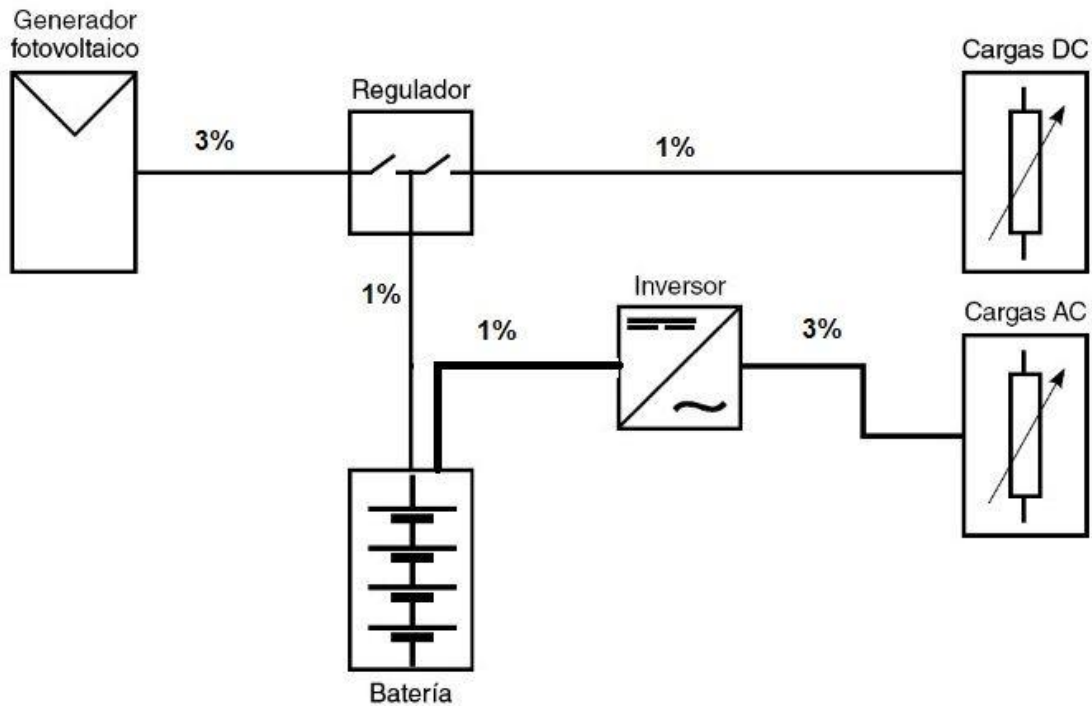 Generador
fotovoltaico
Regulador
Cargas DC
3%
1%
1%
1%
Inversor
3%
Cargas AC
Batería